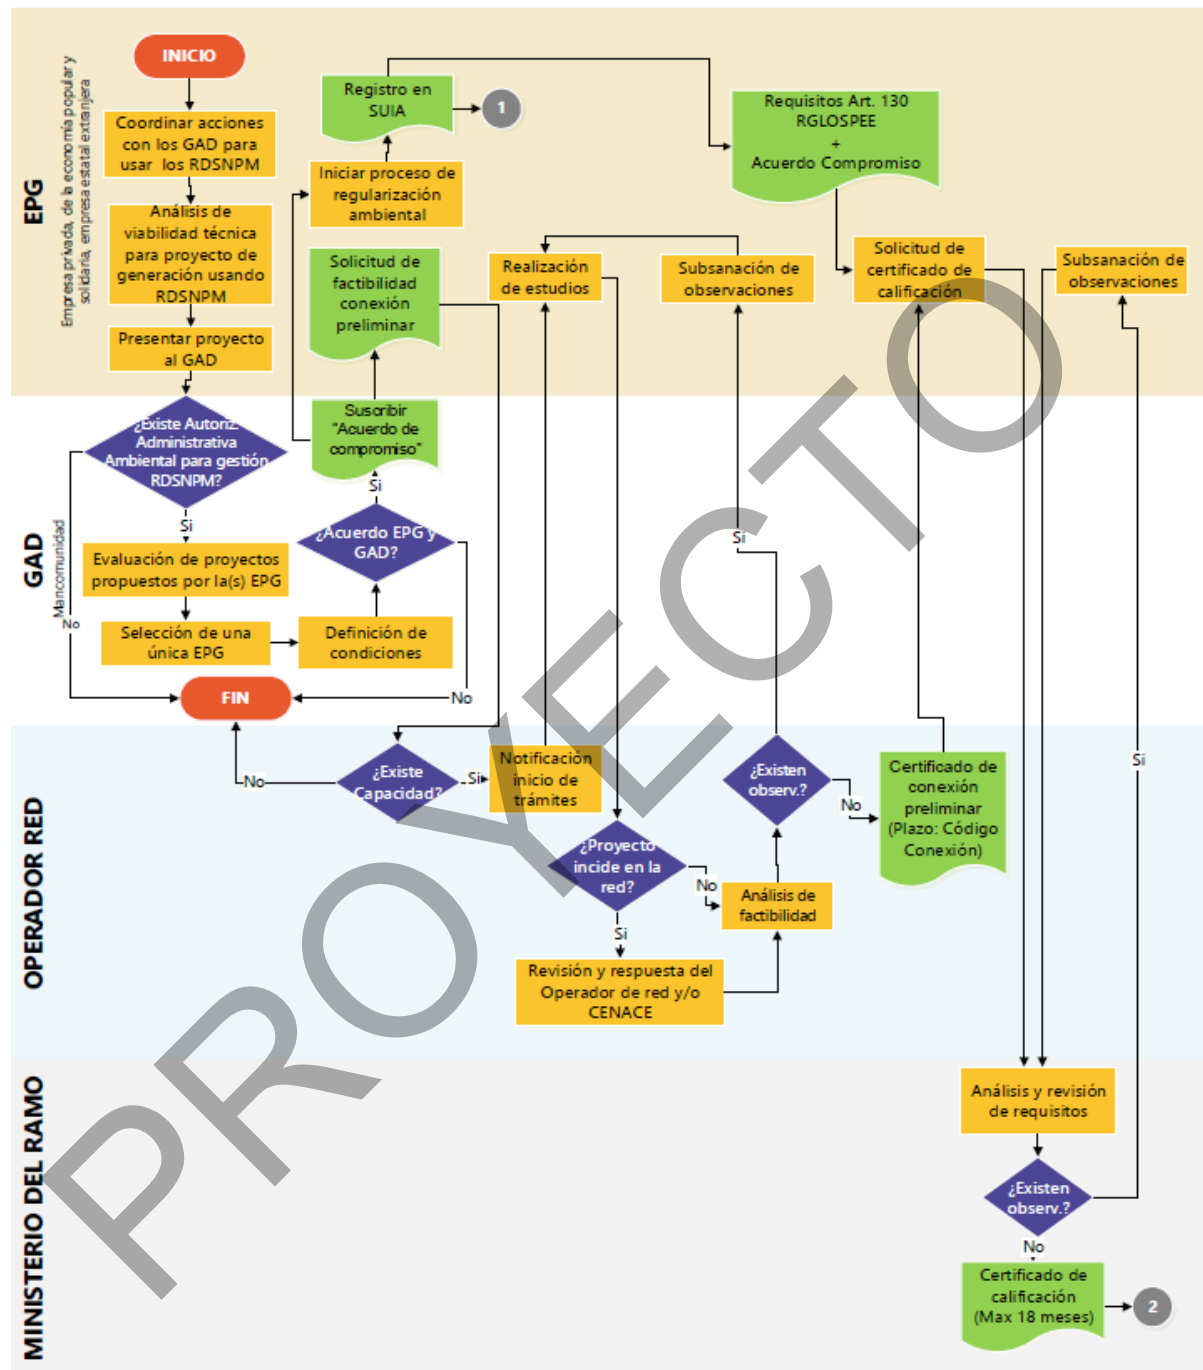 EPG
Empresa privada, de la economía popular y
solidaria, empresa estatal extranjera
INICIO
Coordinar acciones
con los GAD para
usar los RDSNPM
Análisis de
viabilidad técnica
para proyecto de
generación usando
RDSNPM
Presentar proyecto
al GAD
Registro en
SUIA
1
Iniciar proceso de
regularización
ambiental
Solicitud de
factibilidad
conexión
preliminar
Realización
de estudios
Subsanación de
observaciones
Requisitos Art. 130
RGLOSPEE
+
Acuerdo Compromiso
Solicitud de
certificado de
calificación
Subsanación de
observaciones
GAD
Mancomunidad
¿Existe Autoriz.
Administrativa
Ambiental para gestión
RDSNPM?
Si
No
Evaluación de proyectos
propuestos por la(s) EPG
Selección de una
única EPG
Definición de
condiciones
¿Acuerdo EPG y
GAD?
Si
No
Suscribir
"Acuerdo de
compromiso"
FIN
OPERADOR RED
¿Existe
Capacidad?
No
Si
Notificación
inicio de
trámites
¿Proyecto
incide en la
red?
No
Si
Revisión y respuesta del
Operador de red y/o
CENACE
Análisis de
factibilidad
¿Existen
observ.?
Si
No
Certificado de
conexión
preliminar
(Plazo: Código
Conexión)
MINISTERIO DEL RAMO
Análisis y revisión
de requisitos
¿Existen
observ.?
Si
No
Certificado de
calificación
(Max 18 meses)
2
PROYECTO